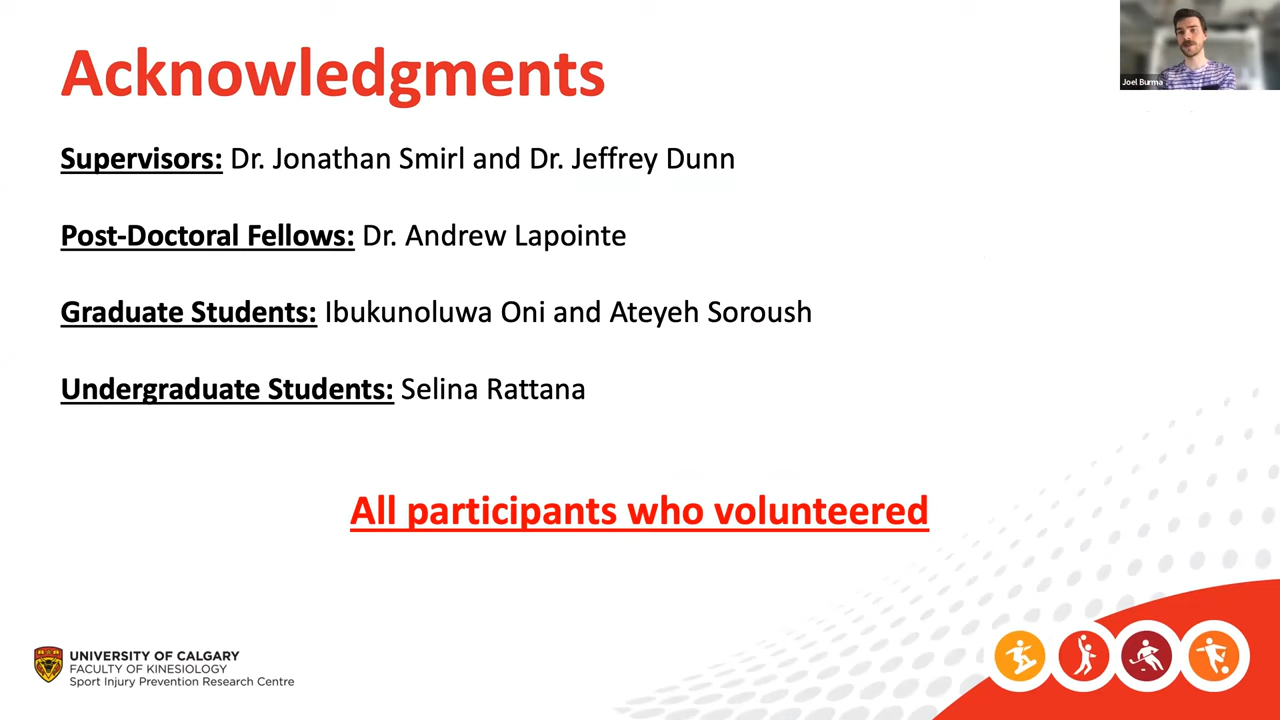 Acknowledgments
Joel Burma
Supervisors: Dr. Jonathan Smirl and Dr. Jeffrey Dunn
Post-Doctoral Fellows: Dr. Andrew Lapointe
Graduate Students: Ibukunoluwa Oni and Ateyeh Soroush
Undergraduate Students: Selina Rattana
All participants who volunteered
UNIVERSITY OF CALGARY
FACULTY OF KINESIOLOGY
Sport Injury Prevention Research Centre